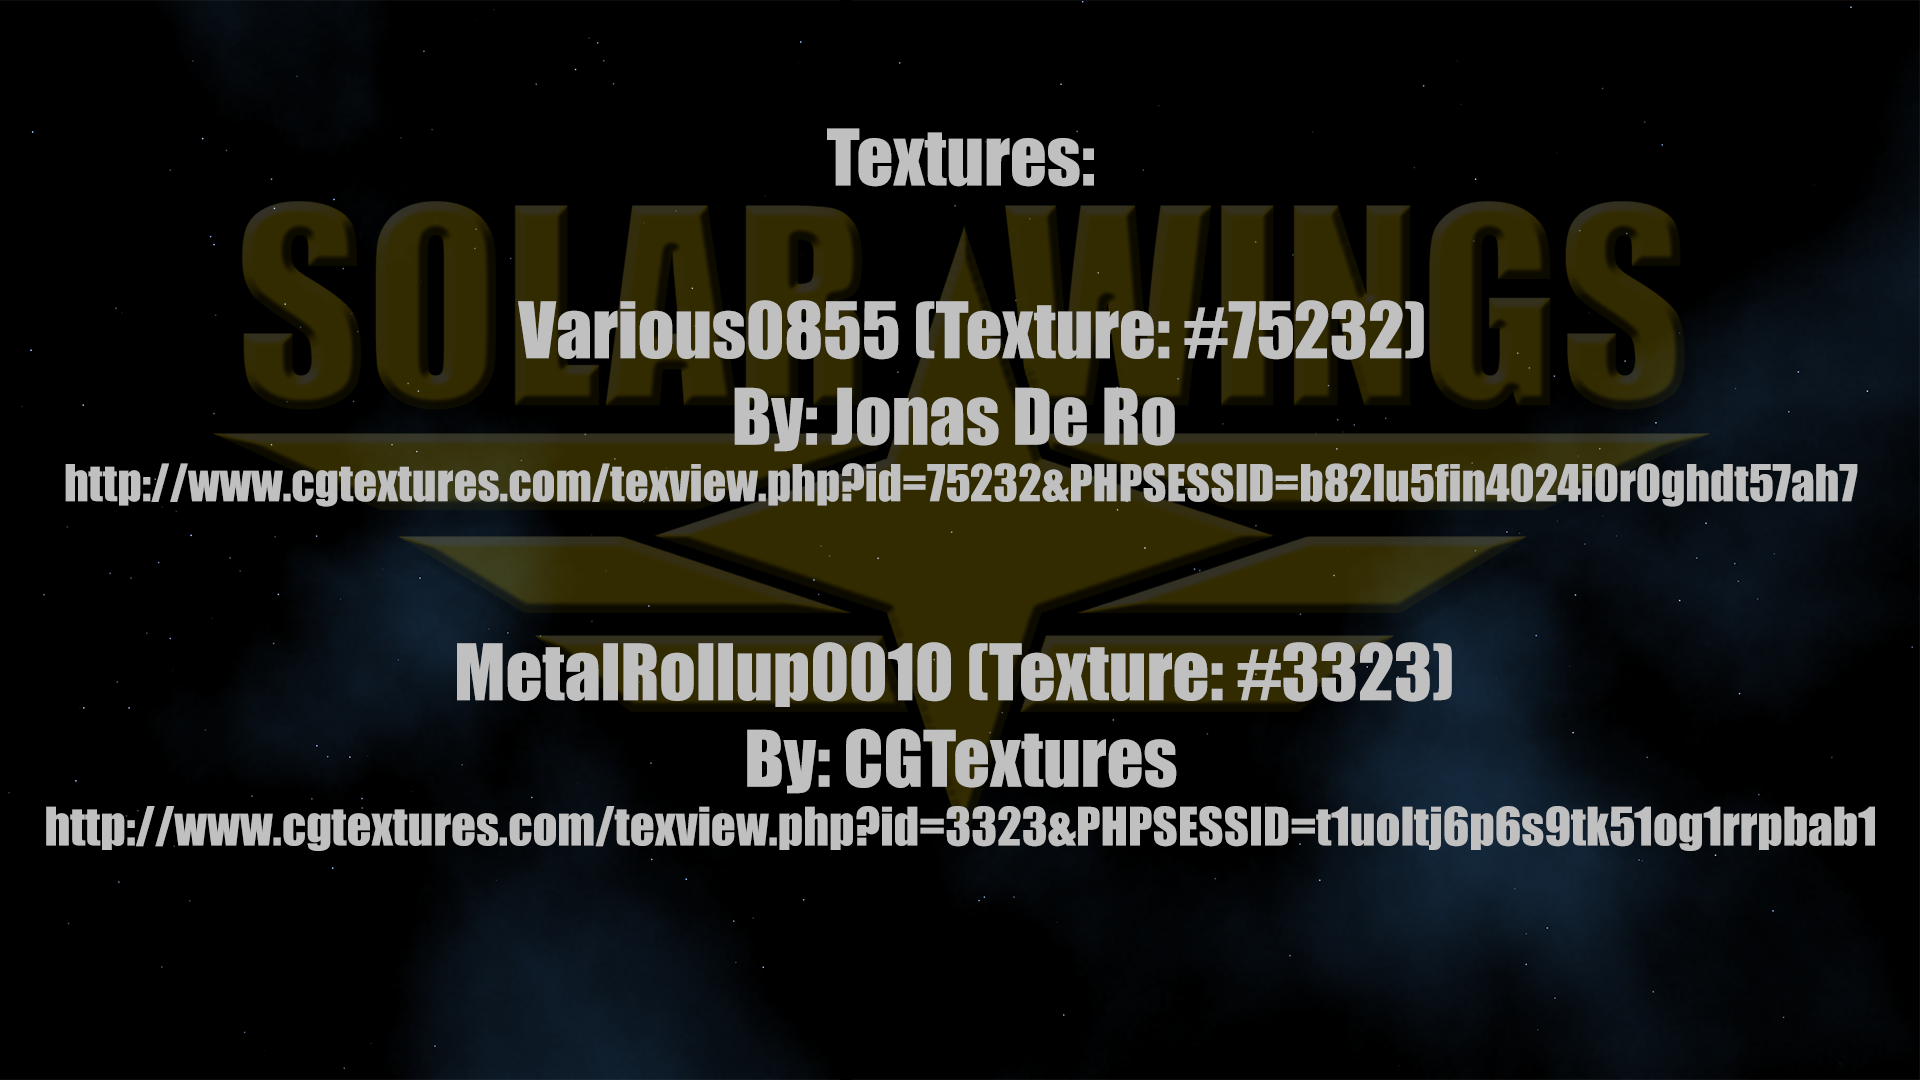 Textures:
SOLAR WINGS
Various0855 (Texture: #75232)
By: Jonas De Ro
http://www.cgtextures.com/texview.php?id=75232&PHPSESSID=b82lu5fin4024i0r0ghdt57ah7
MetalRollup0010 (Texture: #3323)
By: CGTextures
http://www.cgtextures.com/texview.php?id=3323&PHPSESSID=t1uoltj6p6s9tk51og1rrpbab1